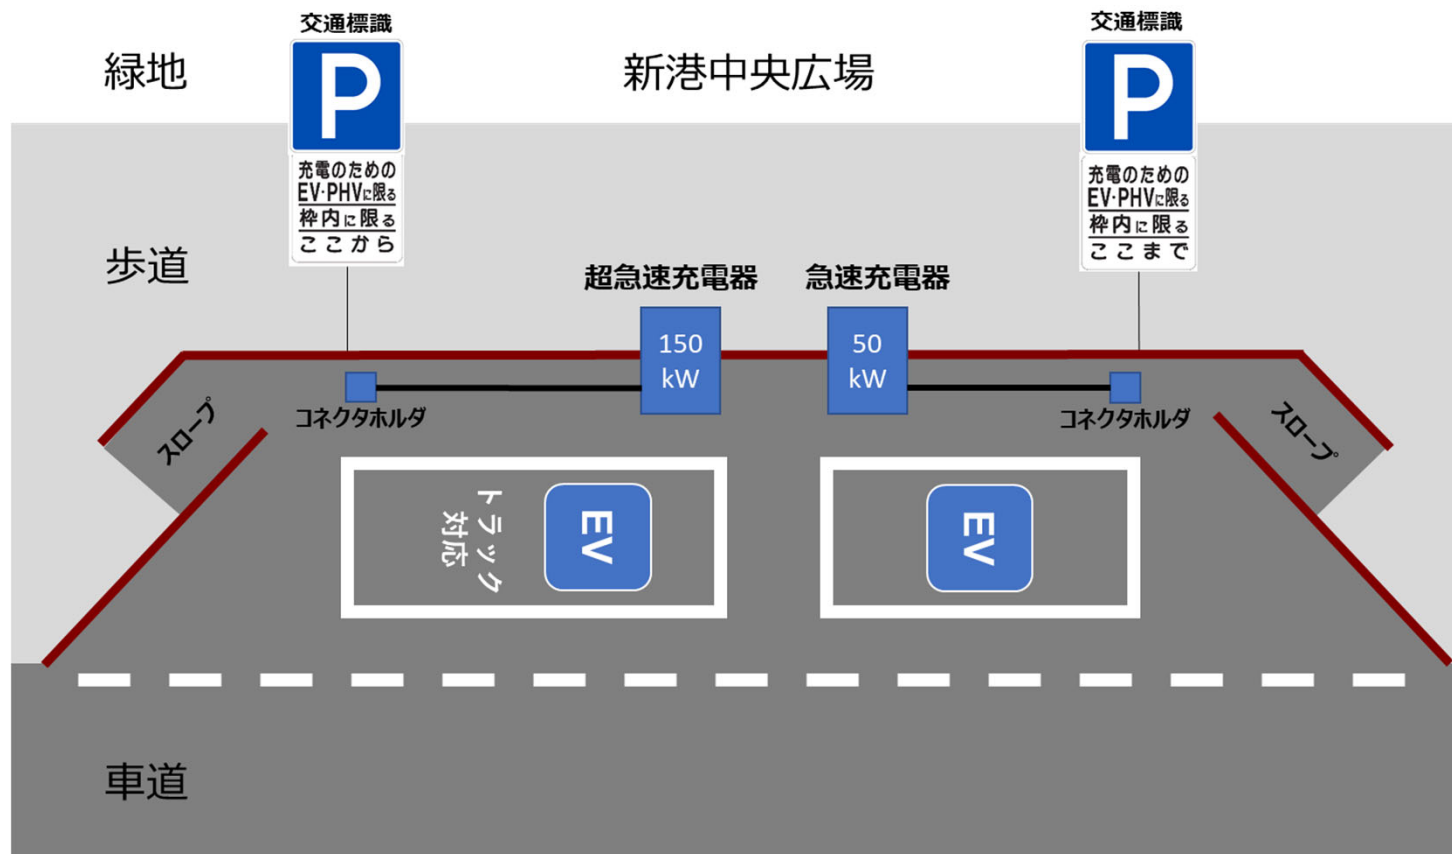 交通標識
交通標識
緑地
新港中央広場
P
充電のための
EV・PHVに限る
枠内に限る
ここから
P
充電のための
EV・PHVに限る
枠内に限る
ここまで
歩道
超急速充電器
急速充電器
150
kW
50
kW
コネクタホルダ
コネクタホルダ
スロープ
スロープ
トラック
対応
EV
EV
車道